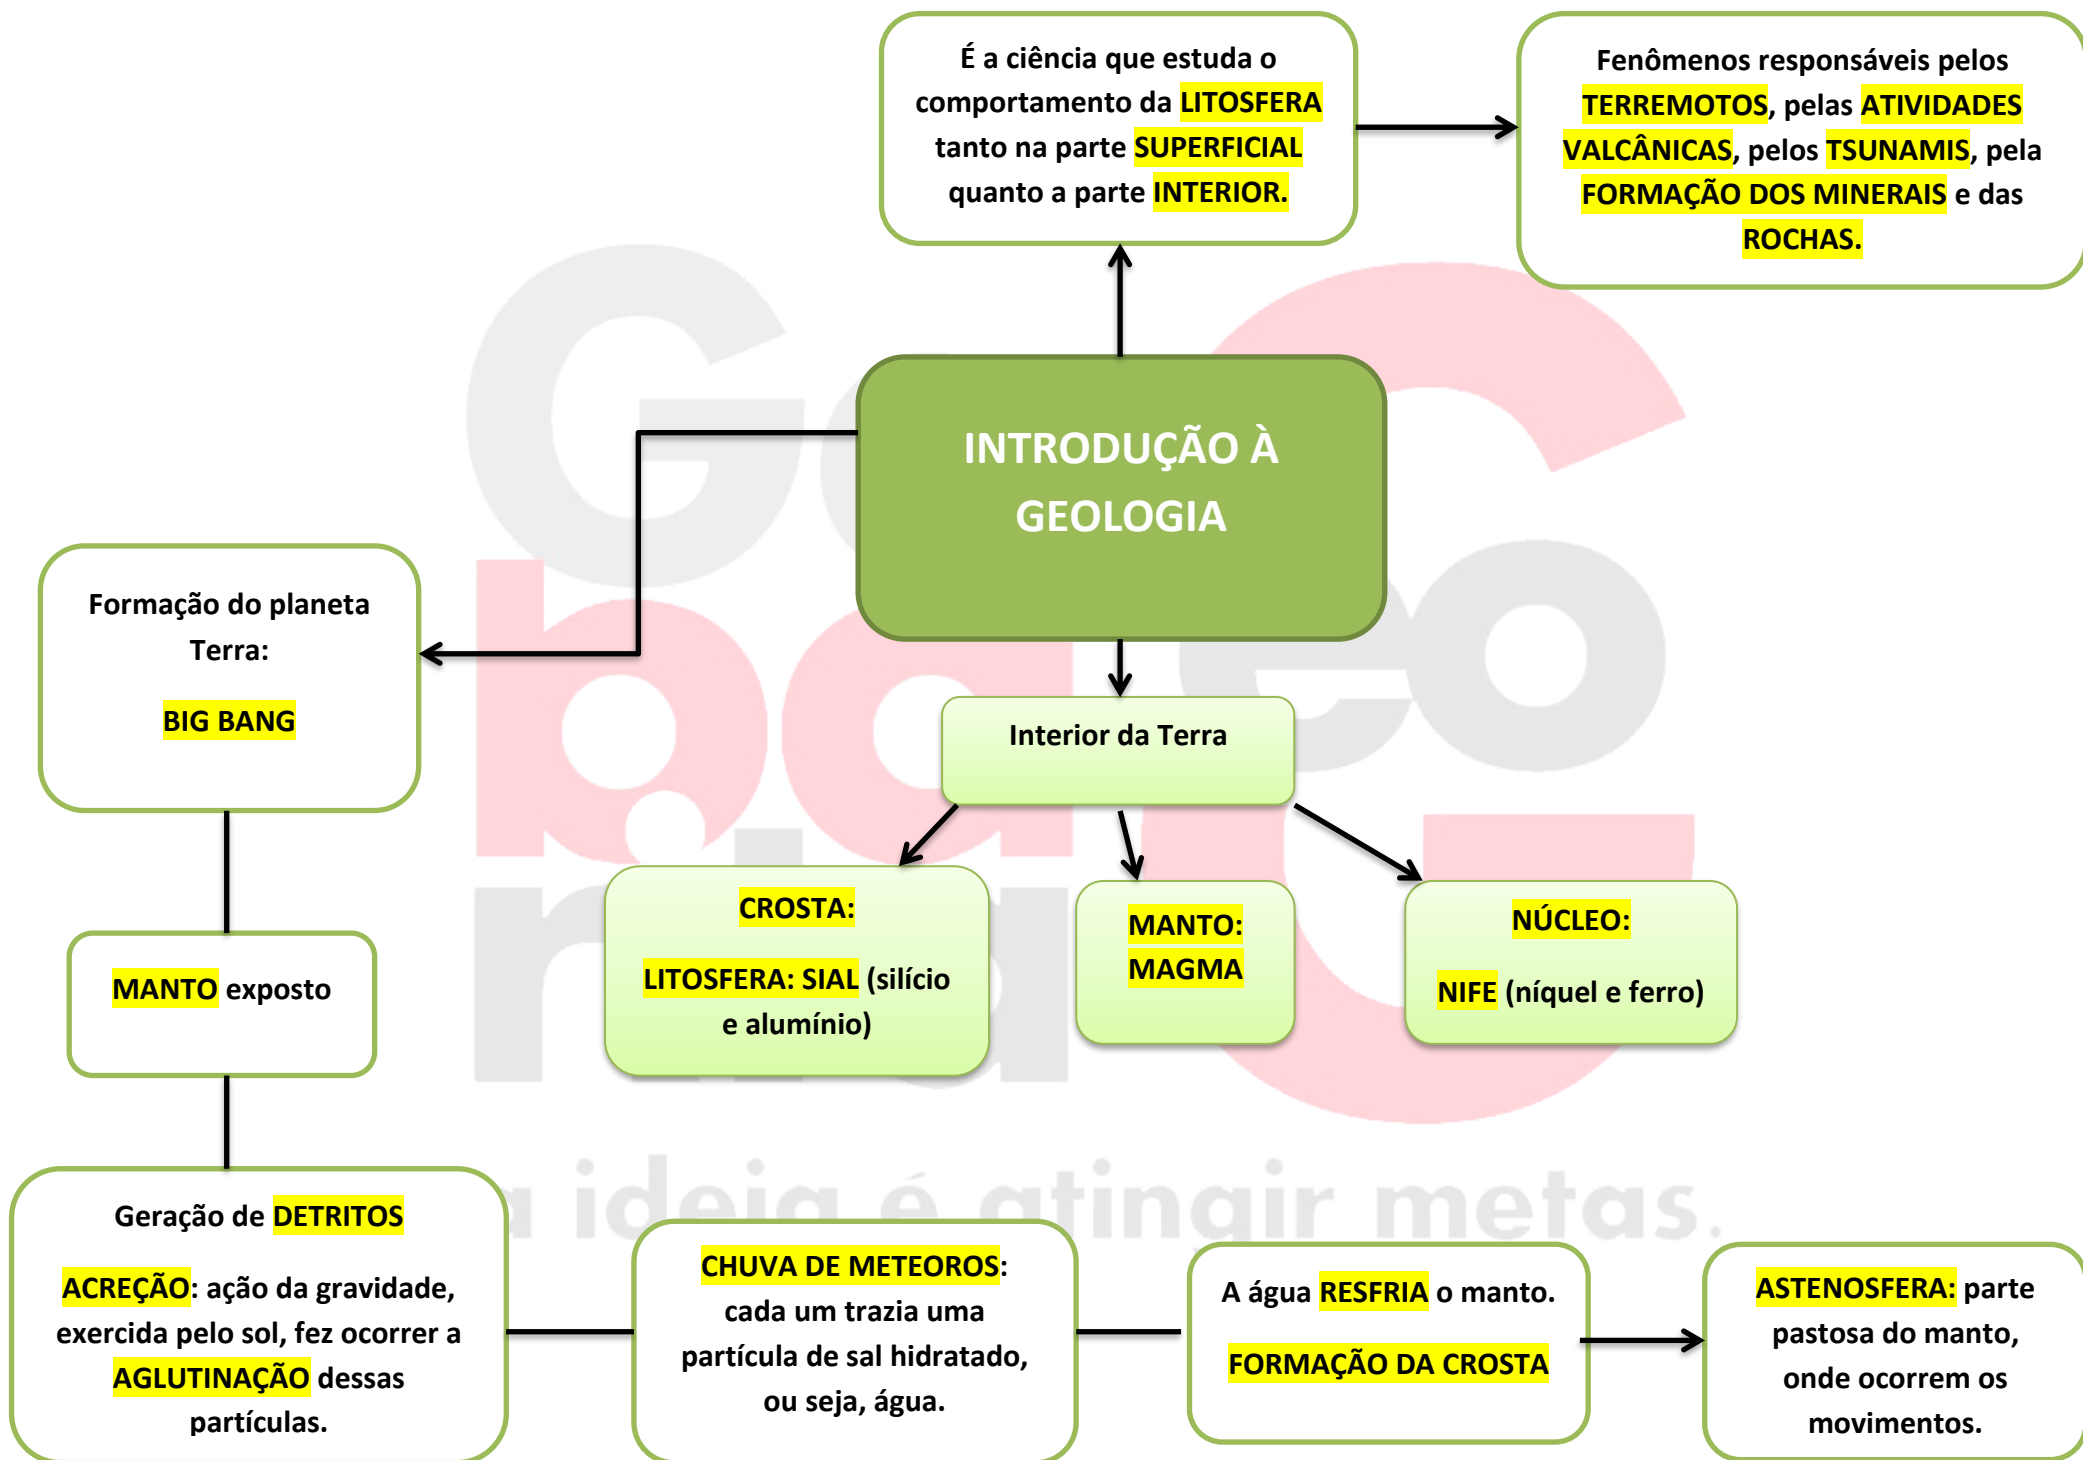 É a ciência que estuda o
comportamento da LITOSFERA
tanto na parte SUPERFICIAL
quanto a parte INTERIOR.
Fenômenos responsáveis pelos
TERREMOTOS, pelas ATIVIDADES
VALCÂNICAS, pelos TSUNAMIS, pela
FORMAÇÃO DOS MINERAIS e das
ROCHAS.
INTRODUÇÃO À
GEOLOGIA
Formação do planeta
Terra:
BIG BANG
Interior da Terra
CROSTA:
LITOSFERA: SIAL (silício
e alumínio)
MANTO:
MAGMA
NÚCLEO:
NIFE (níquel e ferro)
MANTO exposto
a ideia é atingir metas.
Geração de DETRITOS
ACREÇÃO: ação da gravidade,
exercida pelo sol, fez ocorrer a
AGLUTINAÇÃO dessas
partículas.
CHUVA DE METEOROS:
cada um trazia uma
partícula de sal hidratado,
ou seja, água.
A água RESFRIA o manto.
FORMAÇÃO DA CROSTA
ASTENOSFERA: parte
pastosa do manto,
onde ocorrem os
movimentos.